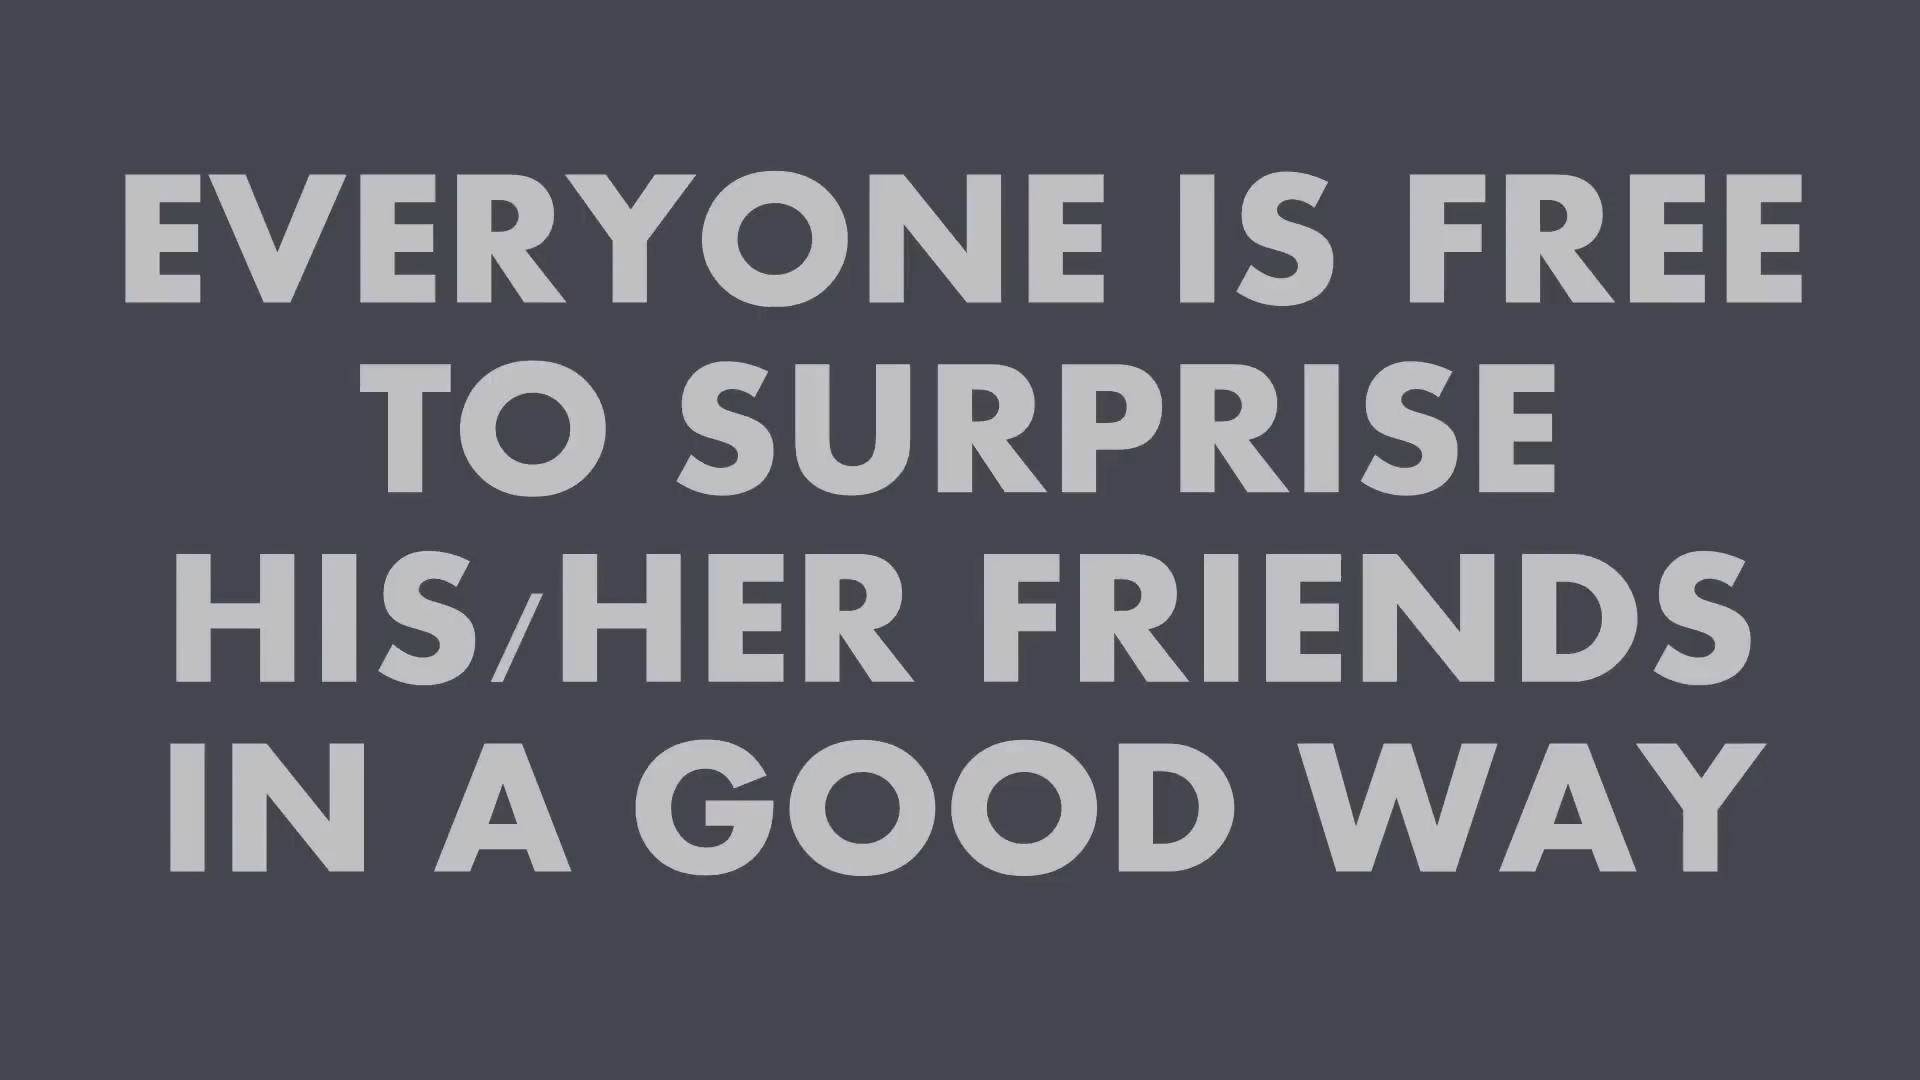 EVERYONE IS FREE
TO SURPRISE
HIS/HER FRIENDS
IN A GOOD WAY